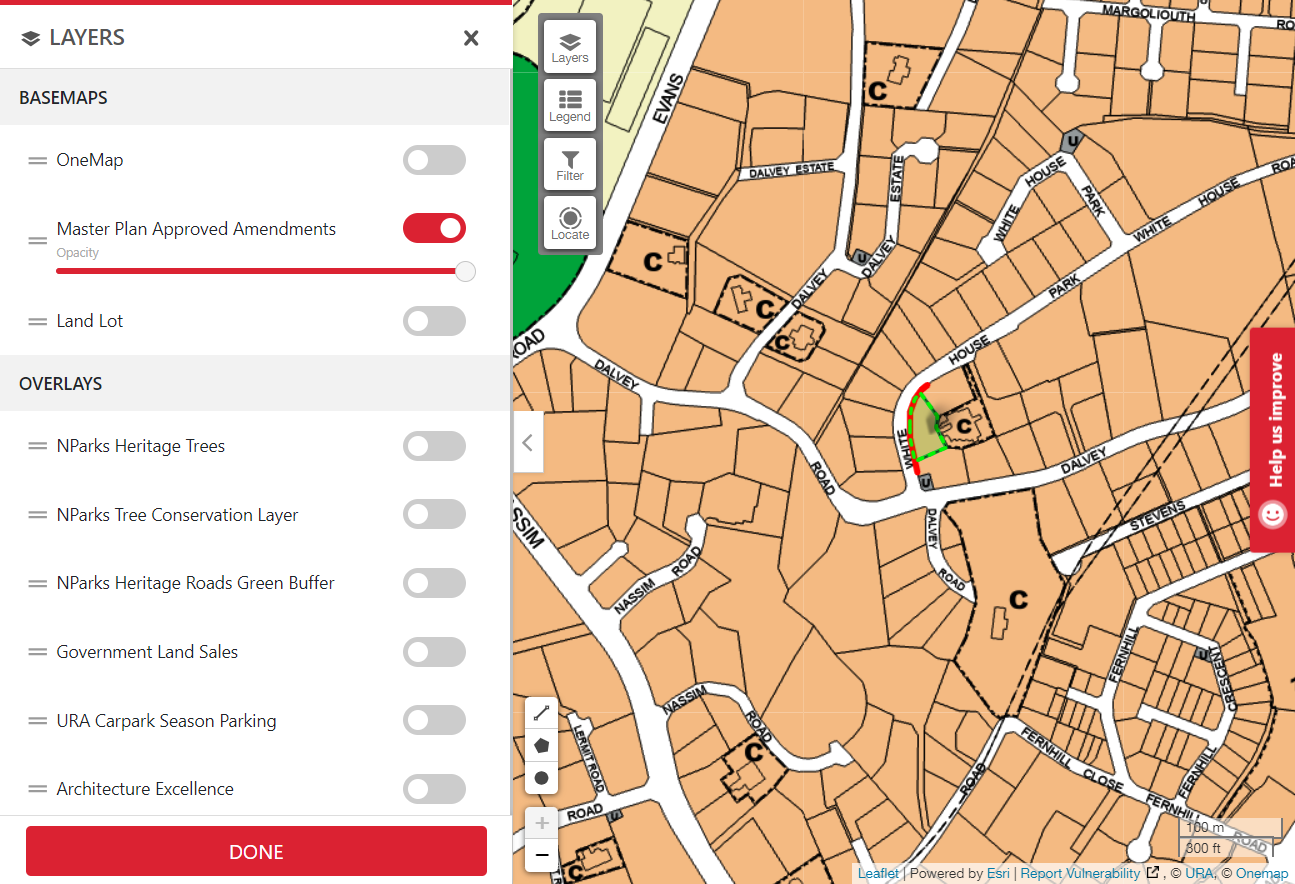 LAYERS
BASEMAPS
OneMap
Master Plan Approved Amendments
Opacity
Land Lot
OVERLAYS
NParks Heritage Trees
NParks Tree Conservation Layer
NParks Heritage Roads Green Buffer
Government Land Sales
URA Carpark Season Parking
Architecture Excellence
DONE
Layers
Legend
Filter
Locate
MARGOLIOUTH
RO
EVANS
C
DALVEY ESTATE
ESTATE
U
HOUSE
PARK
WHITE
WHITE
HOUSE
ROA
C
U
DALVEY
DALVEY
C
C
PARK
HOUSE
ROAD
DALVEY
WHITE
C
U
ROAD
DALVEY
STEVENS
SSIM
DALVEY
ROAD
NASSIM
ROAD
C
FERNHILL
U
CRESCENT
NASSIM
ROAD
C
LERMIT ROAD
ROAD
U
C
ROAD
FERNHILL
CLOSE
FERNHILL
FERNHILL
ROAD
Help us improve
+
−
100 m
300 ft
Leaflet | Powered by Esri | Report Vulnerability , © URA, © Onemap